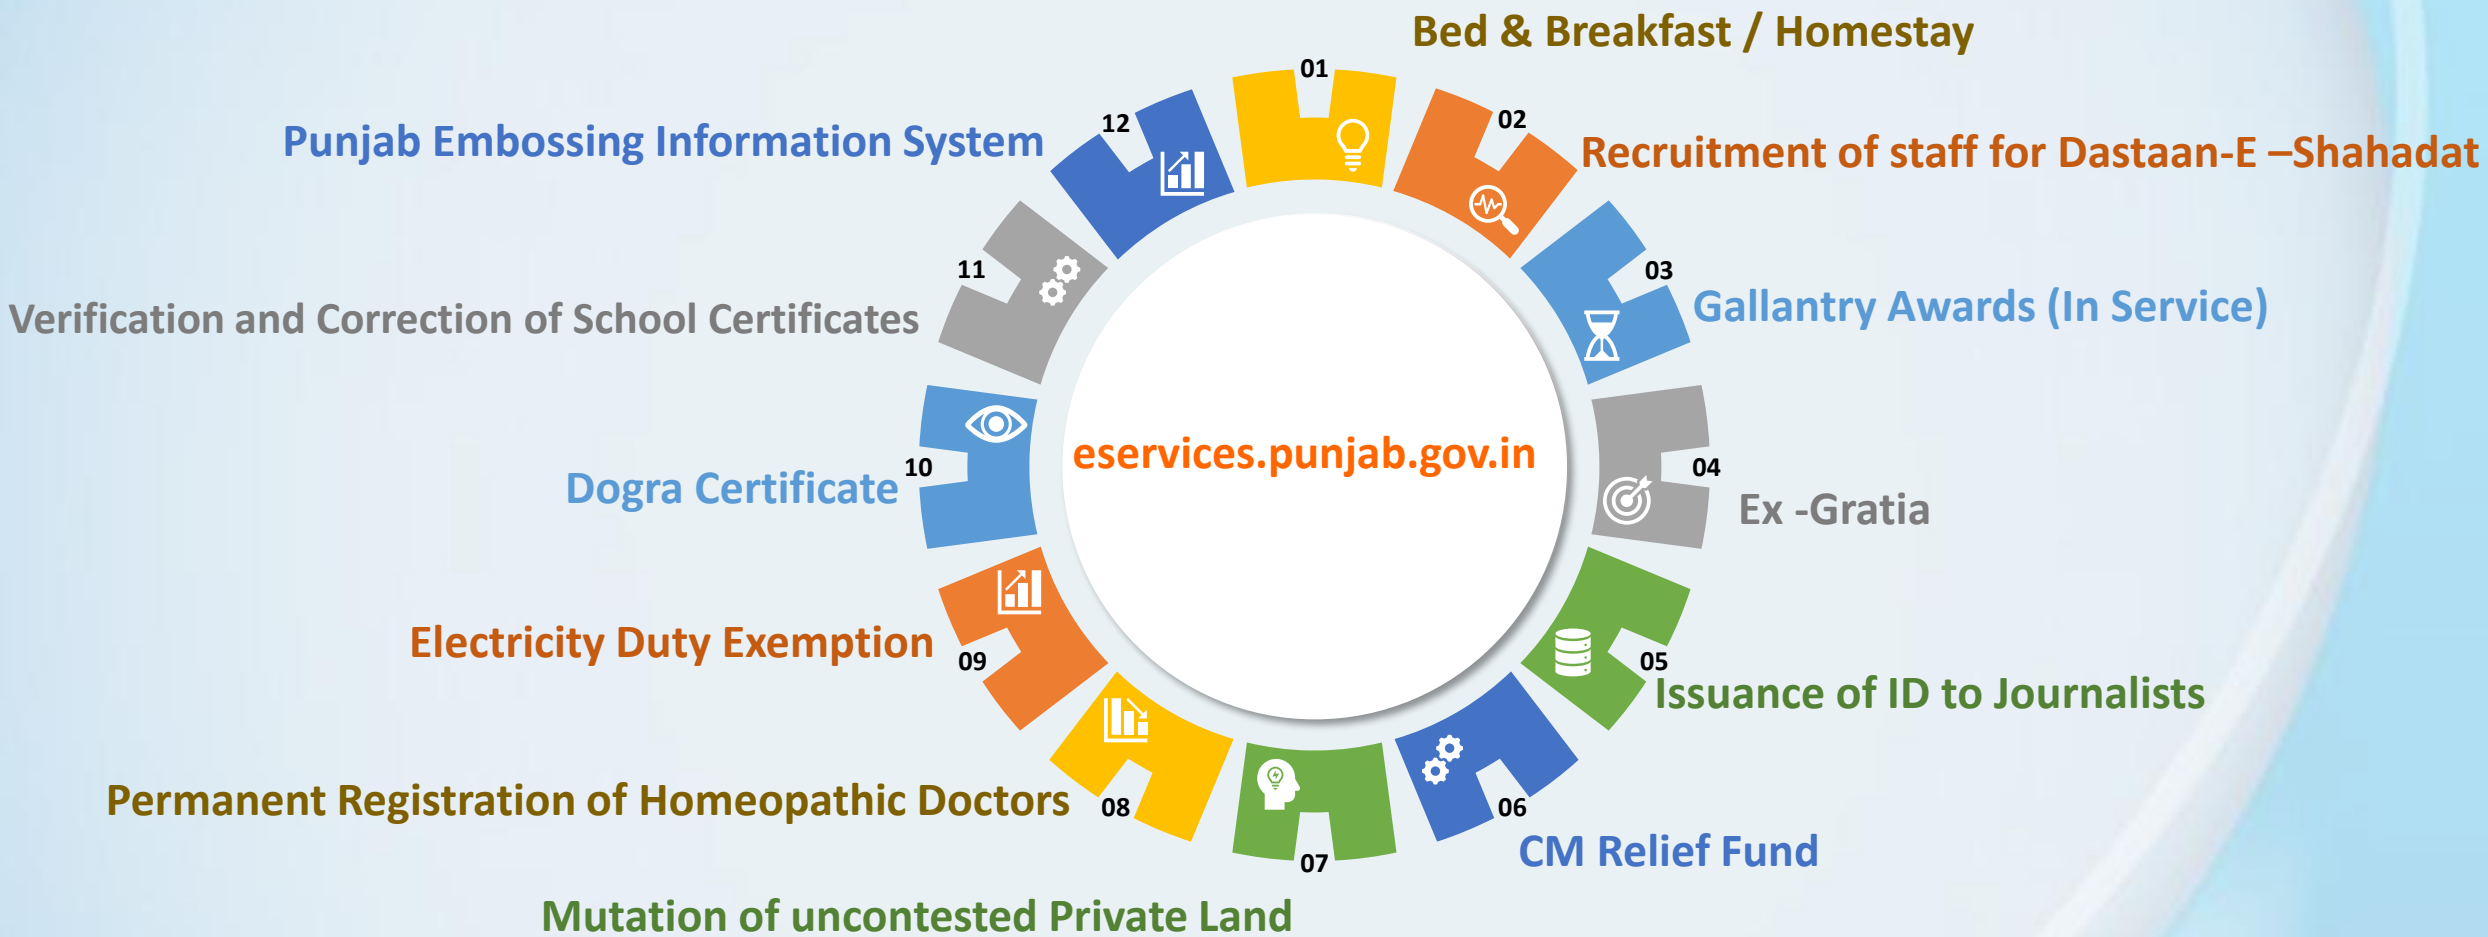 01
Bed & Breakfast / Homestay
02
Recruitment of staff for Dastaan-E –Shahadat
03
Gallantry Awards (In Service)
04
Ex -Gratia
05
Issuance of ID to Journalists
06
CM Relief Fund
07
Mutation of uncontested Private Land
08
Permanent Registration of Homeopathic Doctors
09
Electricity Duty Exemption
10
Dogra Certificate
11
Verification and Correction of School Certificates
12
Punjab Embossing Information System
eservices.punjab.gov.in